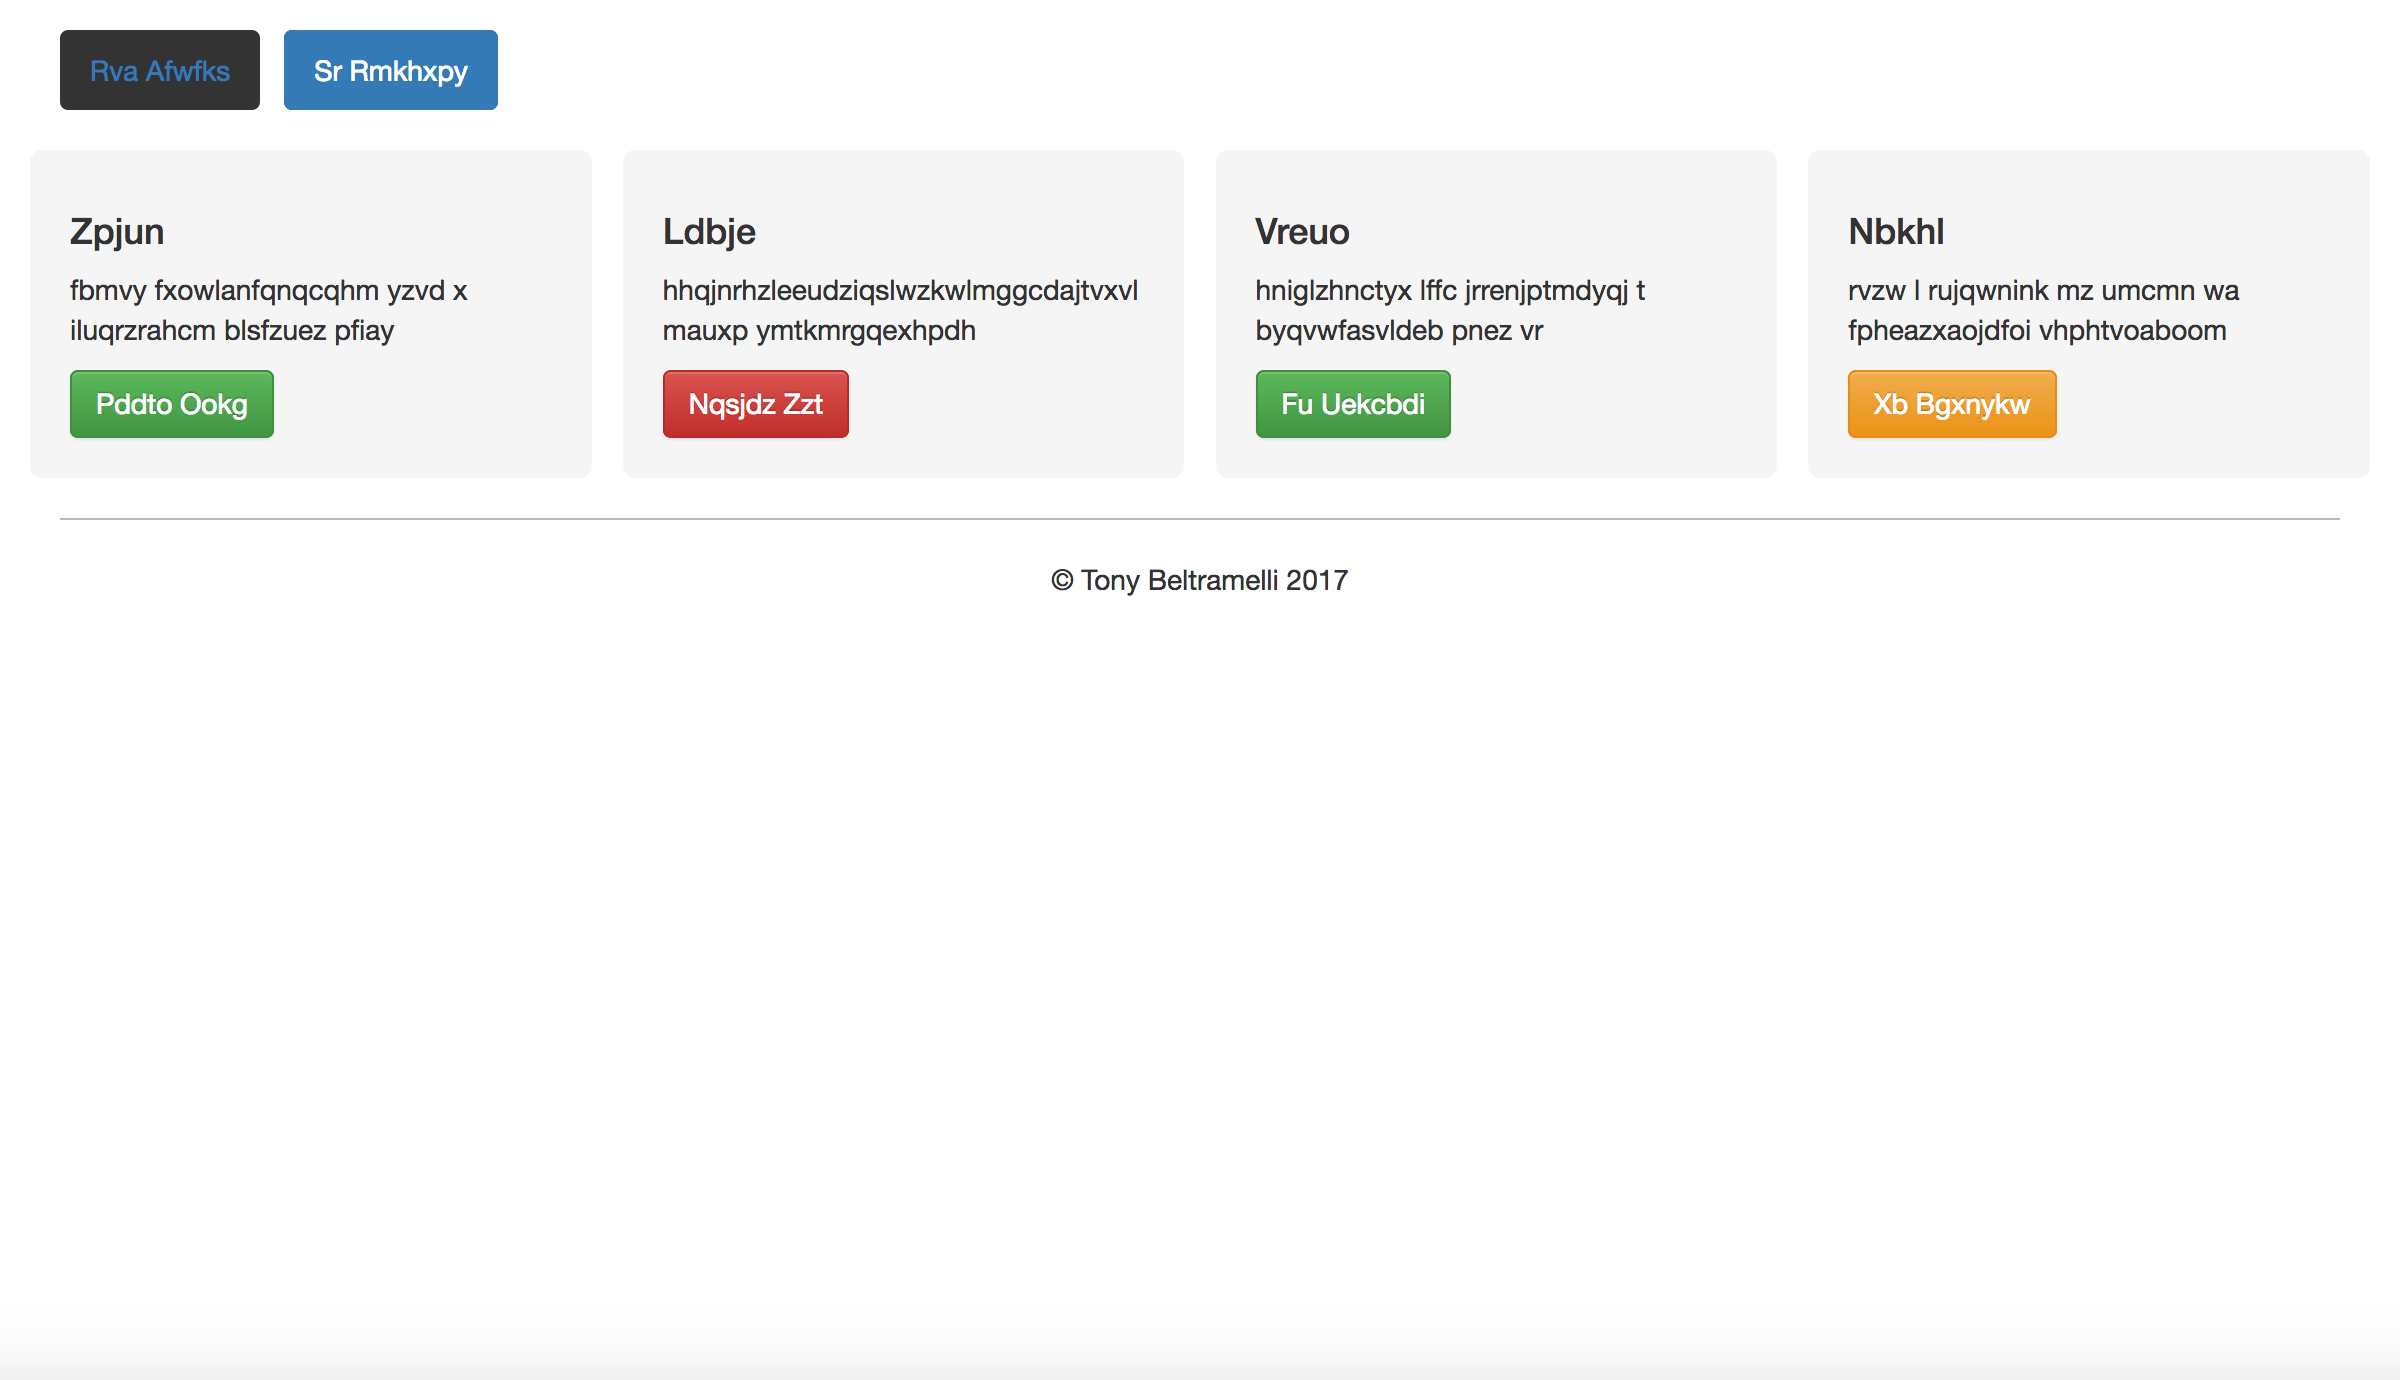 Rva Afwfks
Sr Rmkhxpy
Zpjun
fbmvy fxowlanfqnqcqhm yzvd x
iluqrzrahcm blsfzuez pfiay
Pddto Ookg
Ldbje
hhqjnrhzleeudziqslwzkwlmggcdajtvxvl
mauxp ymtkmrgqexhpdh
Nqsjdz Zzt
Vreuo
hniglzhnctyx lffc jrrenjptmdyqj t
byqvwfasvldeb pnez vr
Fu Uekcbdi
Nbkhl
rvzw l rujqwnink mz umcmn wa
fpheazxaojdfoi vhphtvoaboom
Xb Bgxnykw
© Tony Beltramelli 2017